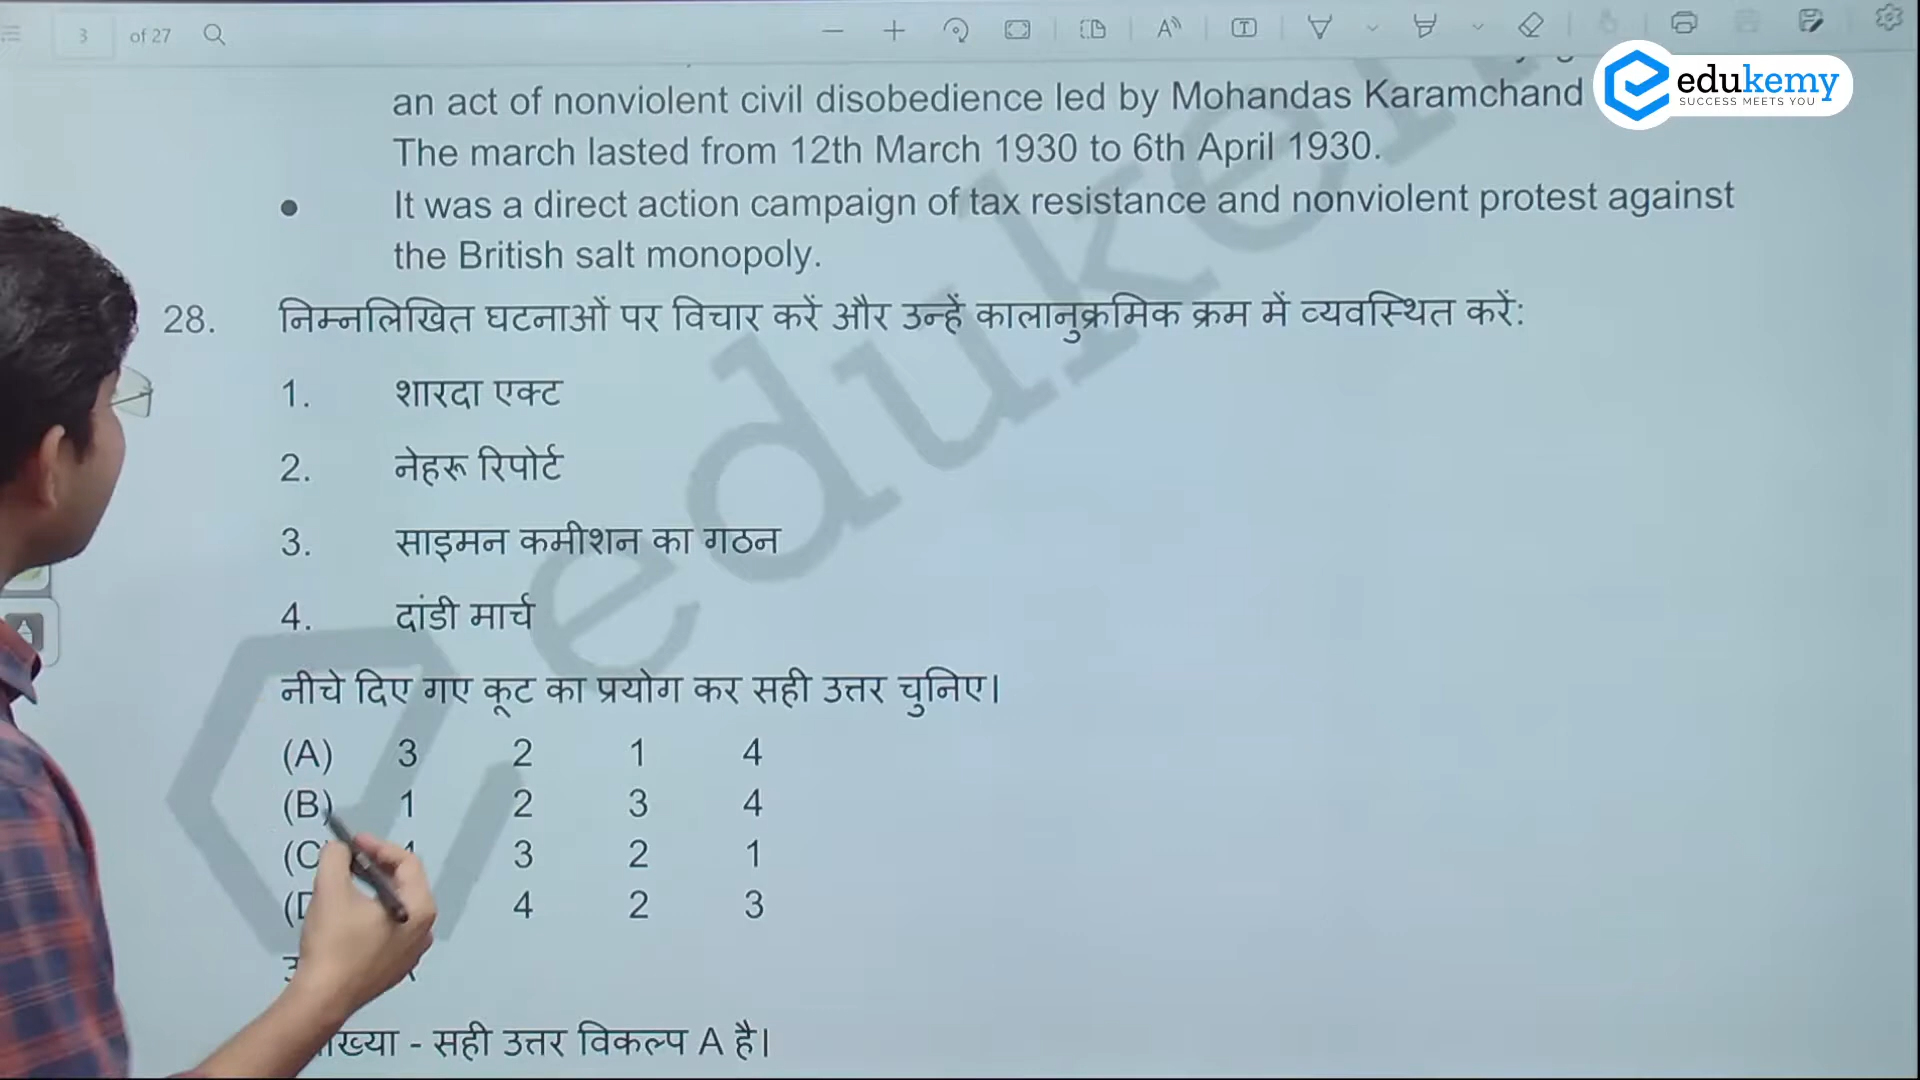 3 of 27
edukemy
SUCCESS MEETS YOU
an act of nonviolent civil disobedience led by Mohandas Karamchand
The march lasted from 12th March 1930 to 6th April 1930.
● It was a direct action campaign of tax resistance and nonviolent protest against
the British salt monopoly.
28. निम्नलिखित घटनाओं पर विचार करें और उन्हें कालानुक्रमिक क्रम में व्यवस्थित करें:
1. शारदा एक्ट
2. नेहरू रिपोर्ट
3. साइमन कमीशन का गठन
4. दांडी मार्च
नीचे दिए गए कूट का प्रयोग कर सही उत्तर चुनिए।
(A) 3 2 1 4
(B) 1 2 3 4
(C 3 2 1
4 2 3
- सही उत्तर विकल्प A है।
edukemy